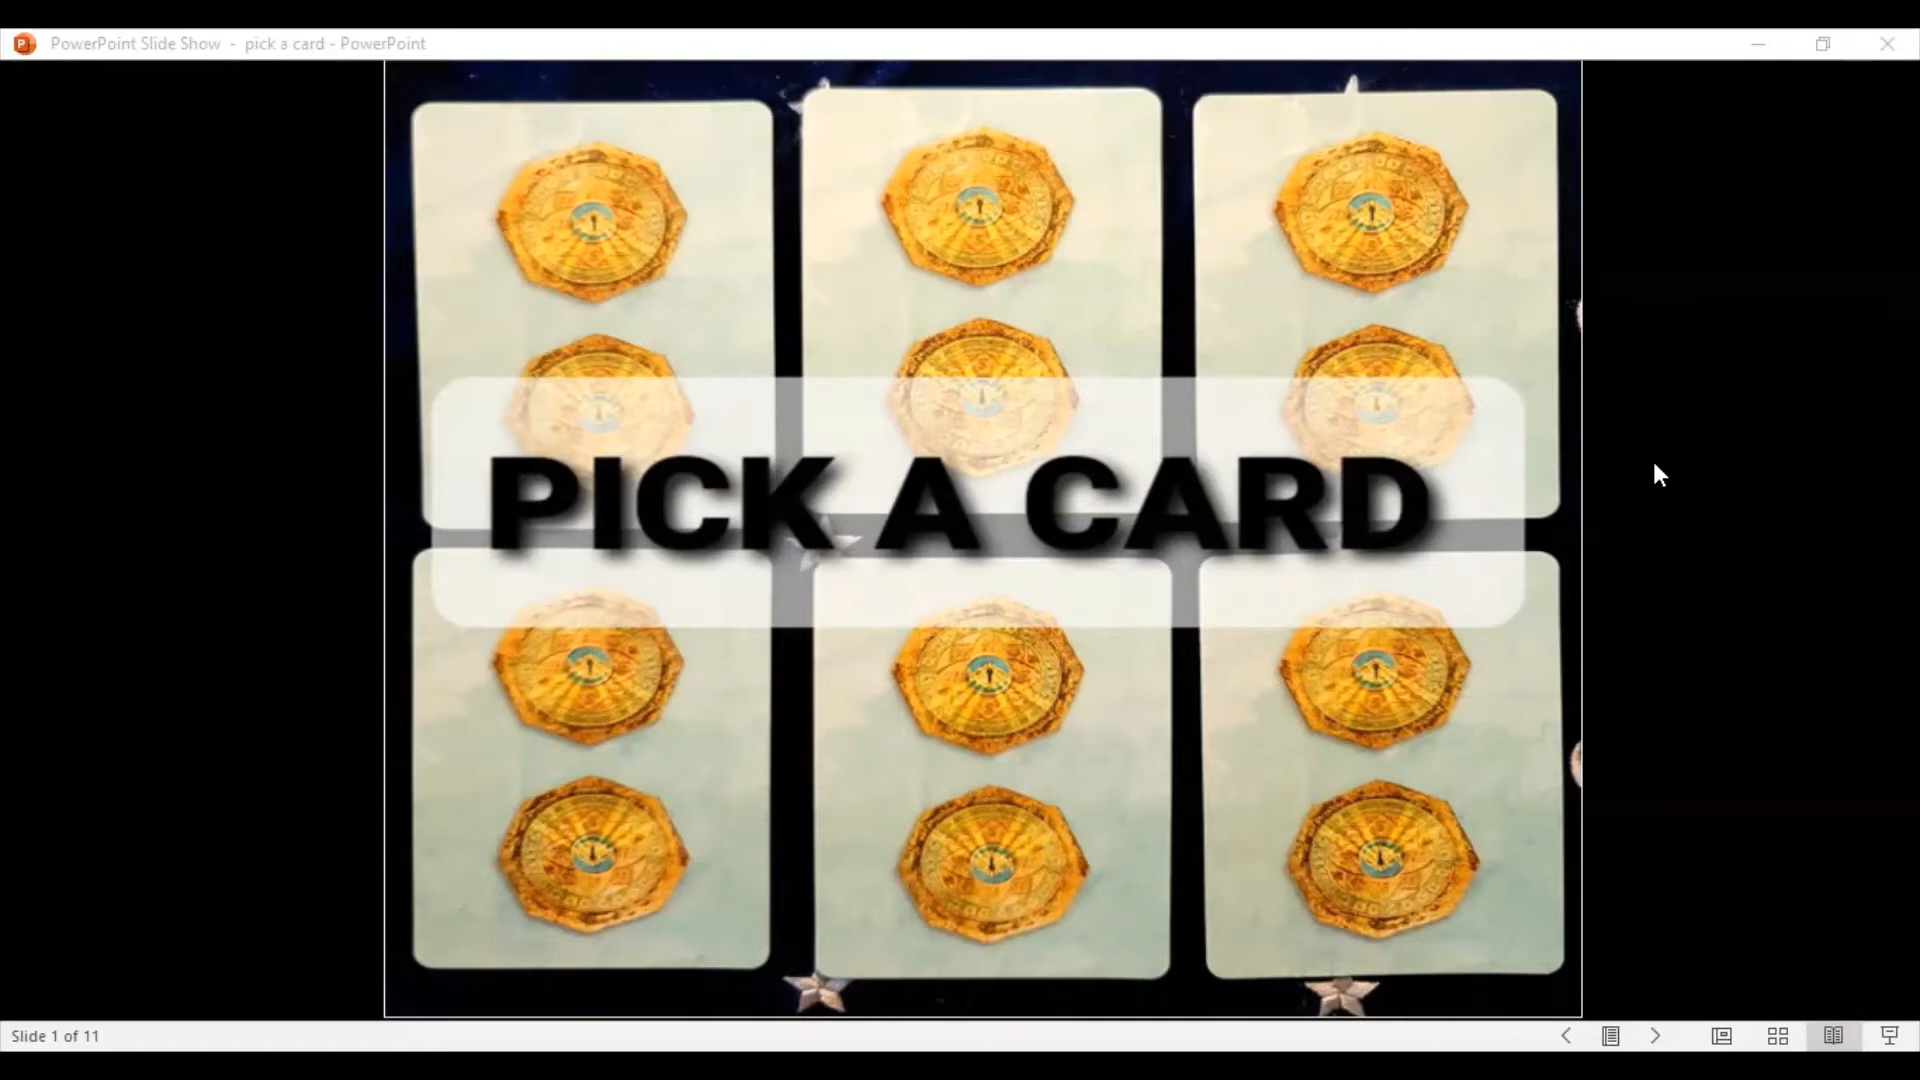 PowerPoint Slide Show - pick a card - PowerPoint
PICK A CARD
Slide 1 of 11